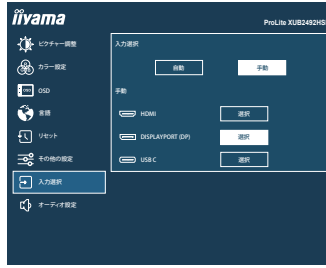 iiyama
ProLite XUB2492HS
ピクチャー調整
カラー設定
OSD
OSD
言語
リセット
その他の設定
入力選択
オーディオ設定
入力選択
自動 手動
手動
HDMI 選択
DISPLAYPORT (DP) 選択
USB C 選択